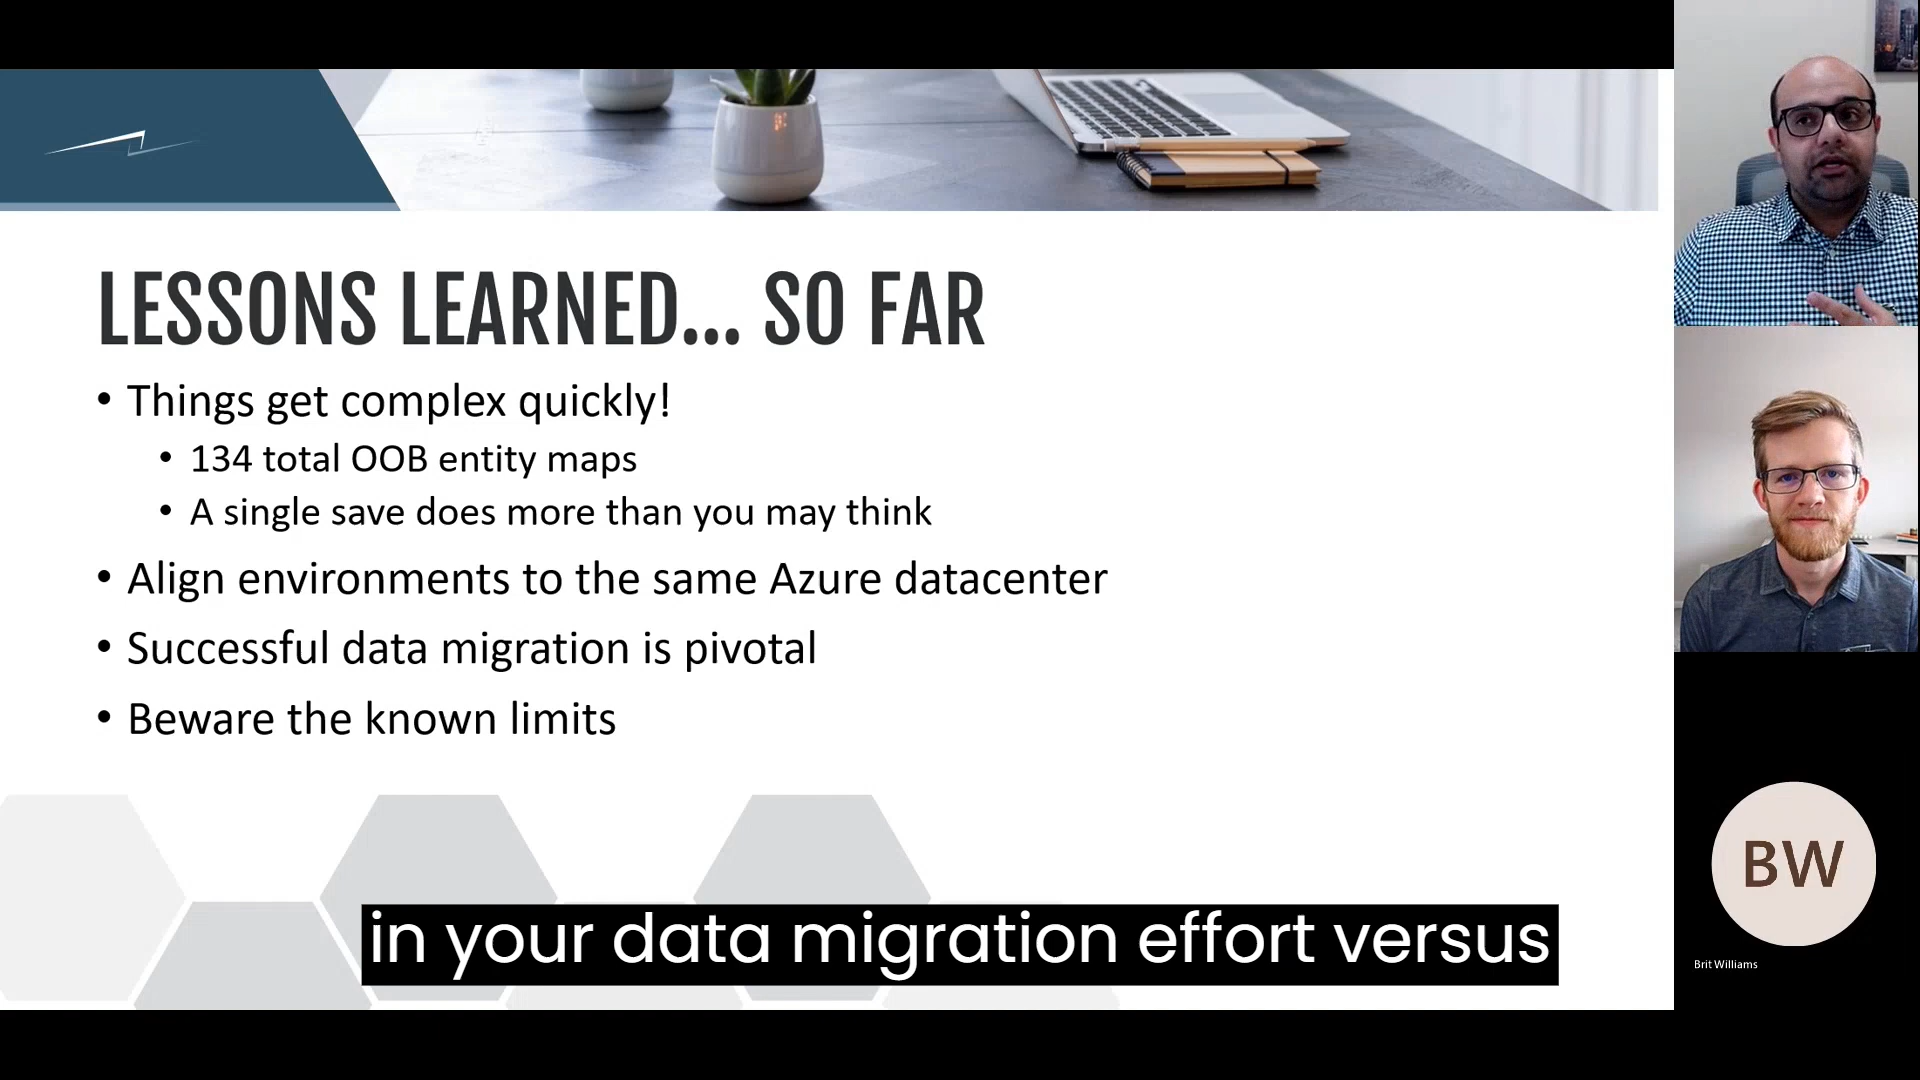 LESSONS LEARNED... SO FAR
• Things get complex quickly!
• 134 total OOB entity maps
• A single save does more than you may think
• Align environments to the same Azure datacenter
• Successful data migration is pivotal
• Beware the known limits
in your data migration effort versus
BW
Brit Williams